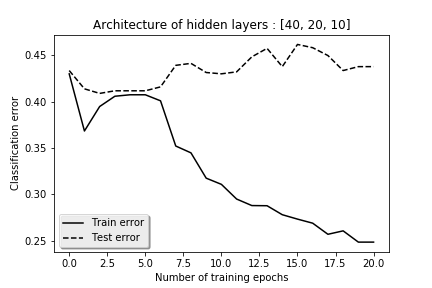 Architecture of hidden layers : [40, 20, 10]
Classification error
0.45
0.40
0.35
0.30
0.25
Train error
Test error
0.0 2.5 5.0 7.5 10.0 12.5 15.0 17.5 20.0
Number of training epochs